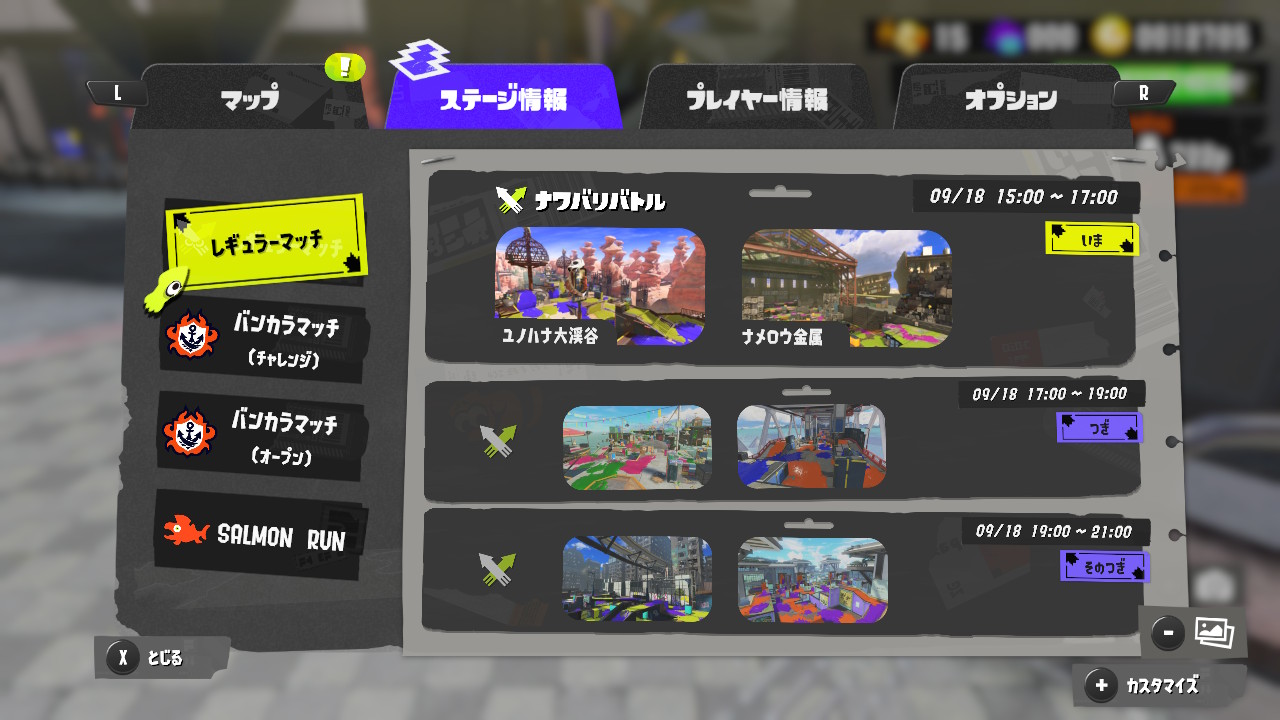 L
マップ
!
ステージ情報
プレイヤー情報
オプション
R
レギュラーマッチ
バンカラマッチ
(チャレンジ)
バンカラマッチ
(オープン)
SALMON RUN
ナワバリバトル
09/18 15:00 ~ 17:00
いま
ユノハナ大渓谷
ナメロウ金属
09/18 17:00 ~ 19:00
つぎ
09/18 19:00 ~ 21:00
そのつぎ
X とじる
-
+ カスタマイズ